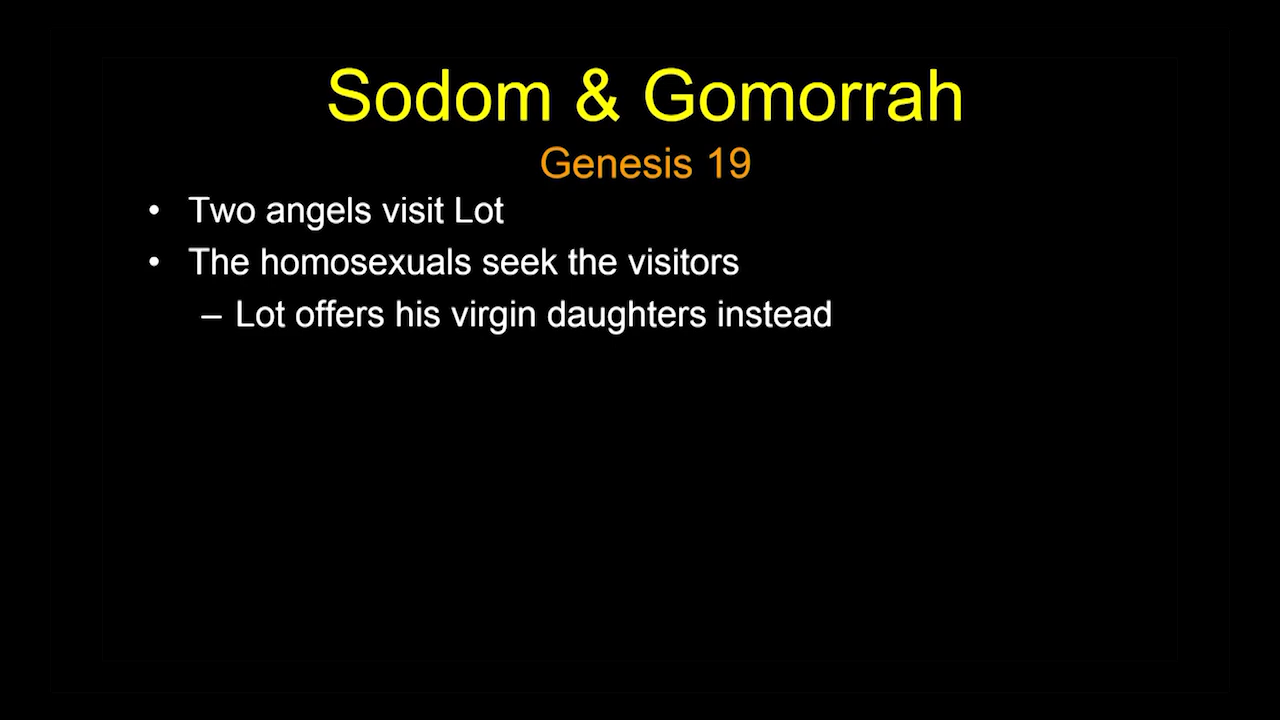 Sodom & Gomorrah
Genesis 19
• Two angels visit Lot
• The homosexuals seek the visitors
– Lot offers his virgin daughters instead